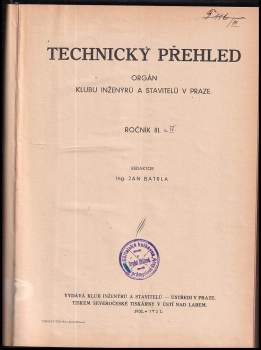 TECHNICKÝ PŘEHLED
ORGÁN
KLUBU INŽENÝRŮ A STAVITELŮ V PRAZE.
ROČNÍK III.
REDAKTOR
Ing. JAN BATRLA
VYDÁVÁ KLUB INŽENÝRŮ A STAVITELŮ – ÚSTŘEDÍ V PRAZE.
TISKEM SEVEROČESKÉ TISKÁRNY V ÚSTÍ NAD LABEM.